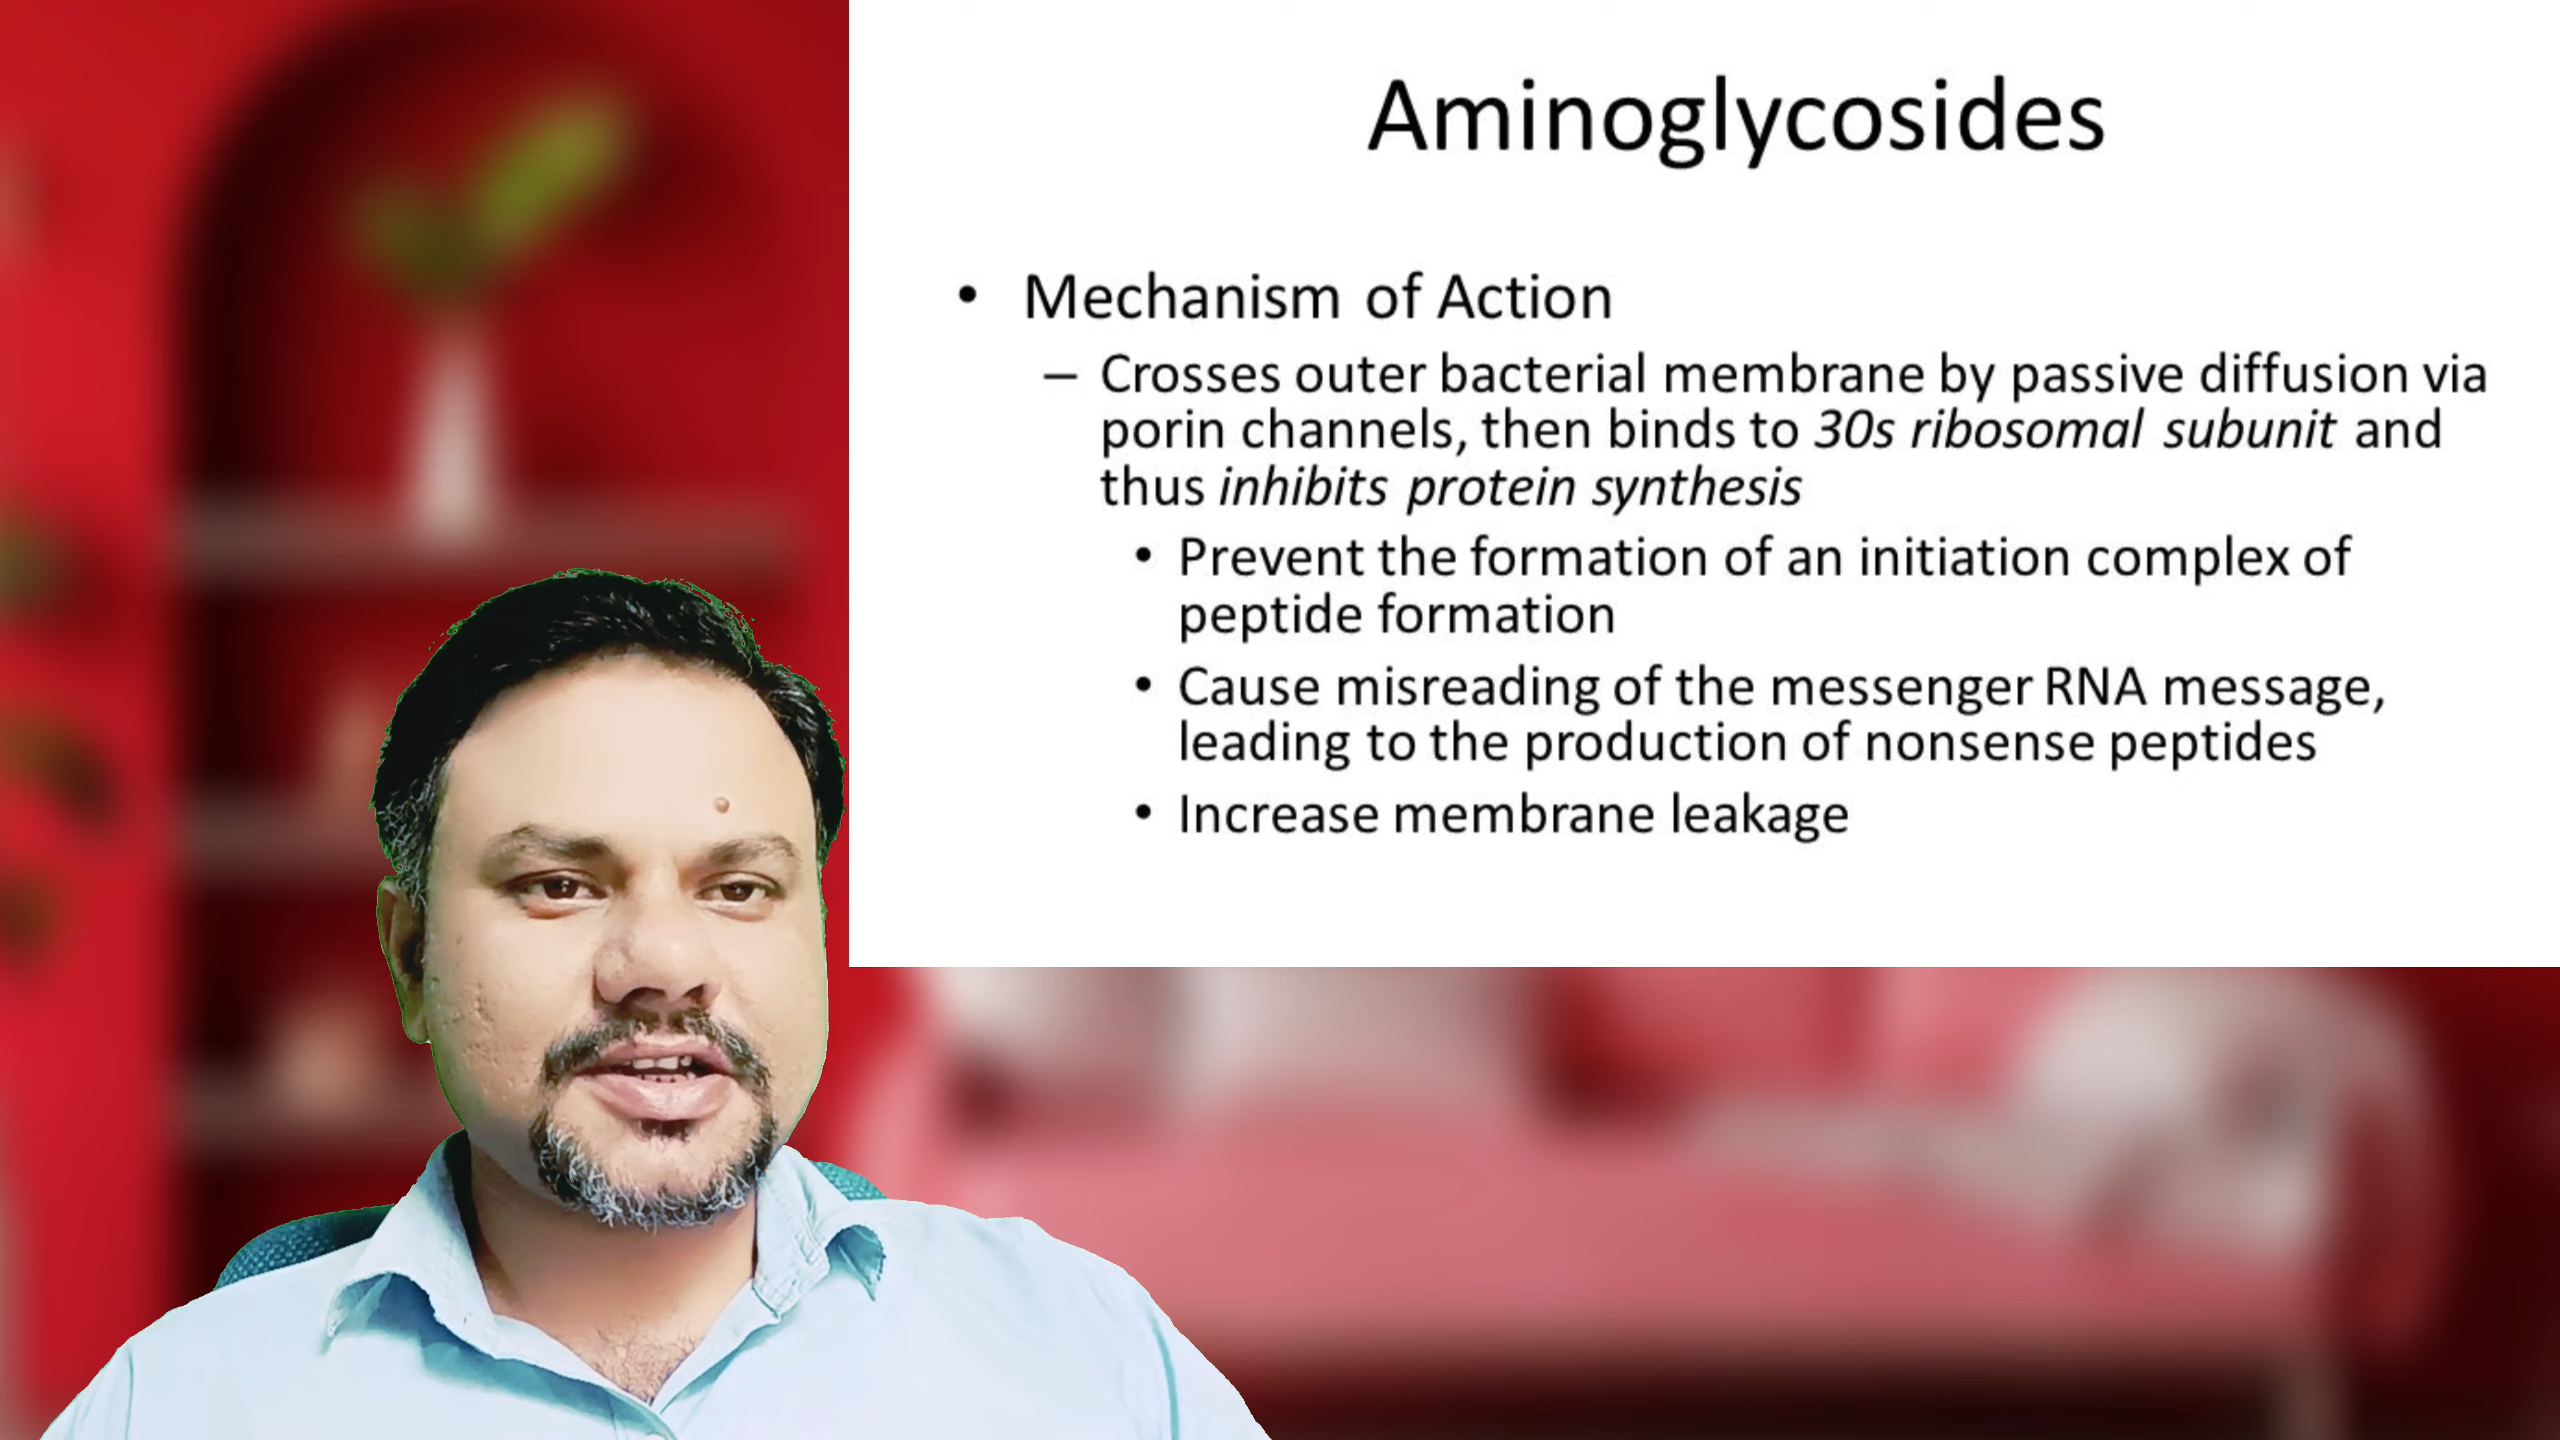 Aminoglycosides
• Mechanism of Action
– Crosses outer bacterial membrane by passive diffusion via
porin channels, then binds to 30s ribosomal subunit and
thus inhibits protein synthesis
• Prevent the formation of an initiation complex of
peptide formation
• Cause misreading of the messenger RNA message,
leading to the production of nonsense peptides
• Increase membrane leakage